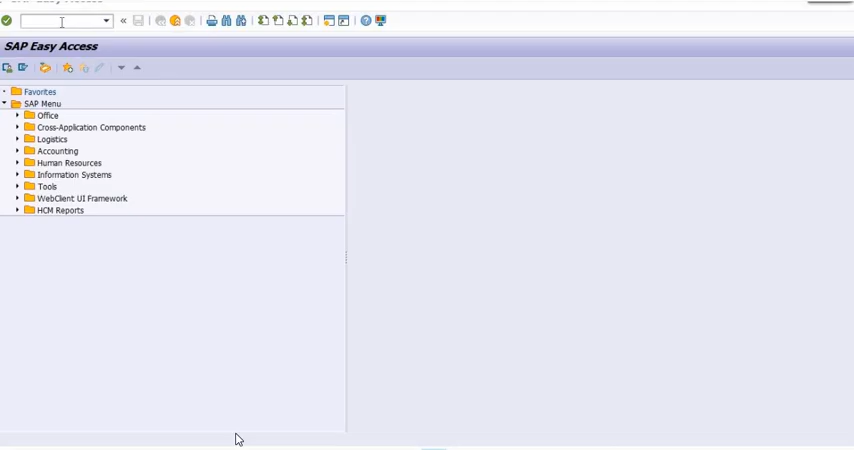 SAP Easy Access
Favorites
SAP Menu
Office
Cross-Application Components
Logistics
Accounting
Human Resources
Information Systems
Tools
WebClient UI Framework
HCM Reports